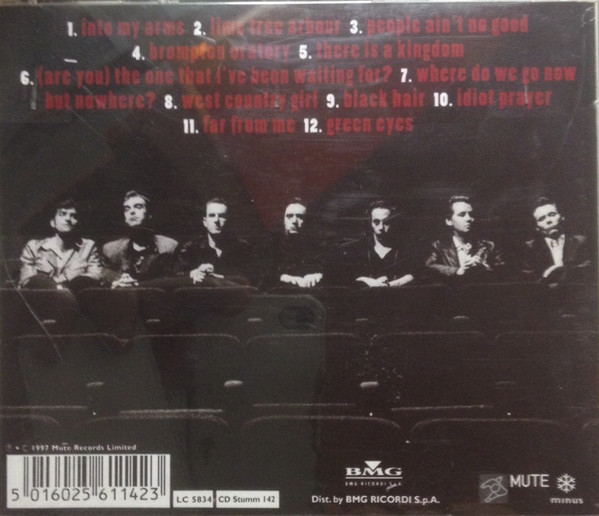 1. into my arms 2. lime tree arbour 3. people ain't no good
4. brompton oratory 5. there is a kingdom
6. (are you) the one that i've been waiting for? 7. where do we go now
but nowhere? 8. west country girl 9. black hair 10. idiot prayer
11. far from me 12. green eyes
℗ • © 1997 Mute Records Limited
5 016025 611423
LC 5834 CD Stumm 142
BMG
BMG RICORDI S.p.A.
Dist. by BMG RICORDI S.p.A.
MUTE
minus